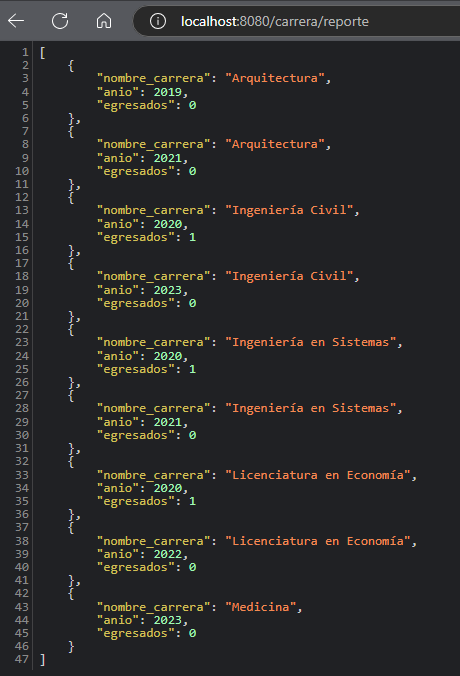 localhost:8080/carrera/reporte
1 [
2 {
3 "nombre_carrera": "Arquitectura",
4 "anio": 2019,
5 "egresados": 0
6 },
7 {
8 "nombre_carrera": "Arquitectura",
9 "anio": 2021,
10 "egresados": 0
11 },
12 {
13 "nombre_carrera": "Ingeniería Civil",
14 "anio": 2020,
15 "egresados": 1
16 },
17 {
18 "nombre_carrera": "Ingeniería Civil",
19 "anio": 2023,
20 "egresados": 0
21 },
22 {
23 "nombre_carrera": "Ingeniería en Sistemas",
24 "anio": 2020,
25 "egresados": 1
26 },
27 {
28 "nombre_carrera": "Ingeniería en Sistemas",
29 "anio": 2021,
30 "egresados": 0
31 },
32 {
33 "nombre_carrera": "Licenciatura en Economía",
34 "anio": 2020,
35 "egresados": 1
36 },
37 {
38 "nombre_carrera": "Licenciatura en Economía",
39 "anio": 2022,
40 "egresados": 0
41 },
42 {
43 "nombre_carrera": "Medicina",
44 "anio": 2023,
45 "egresados": 0
46 }
47 ]